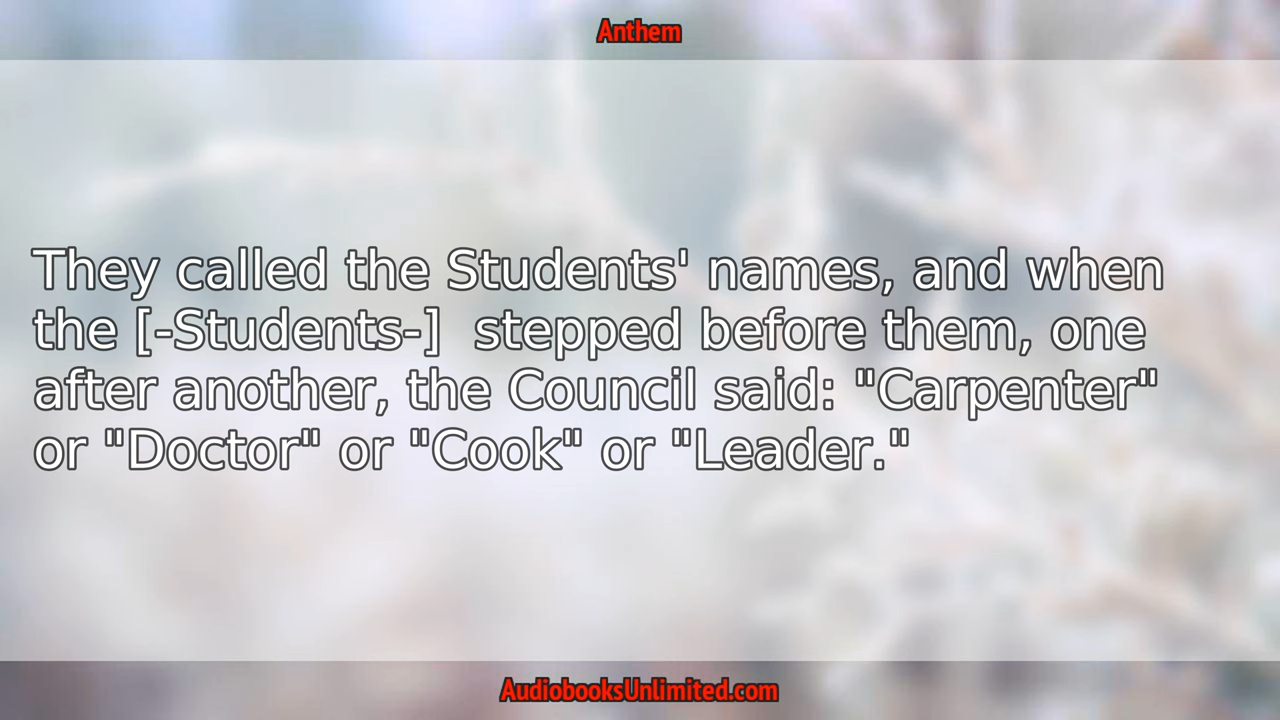 Anthem
They called the Students' names, and when
the [-Students-]  stepped before them, one
after another, the Council said: "Carpenter"
or "Doctor" or "Cook" or "Leader."
AudiobooksUnlimited.com